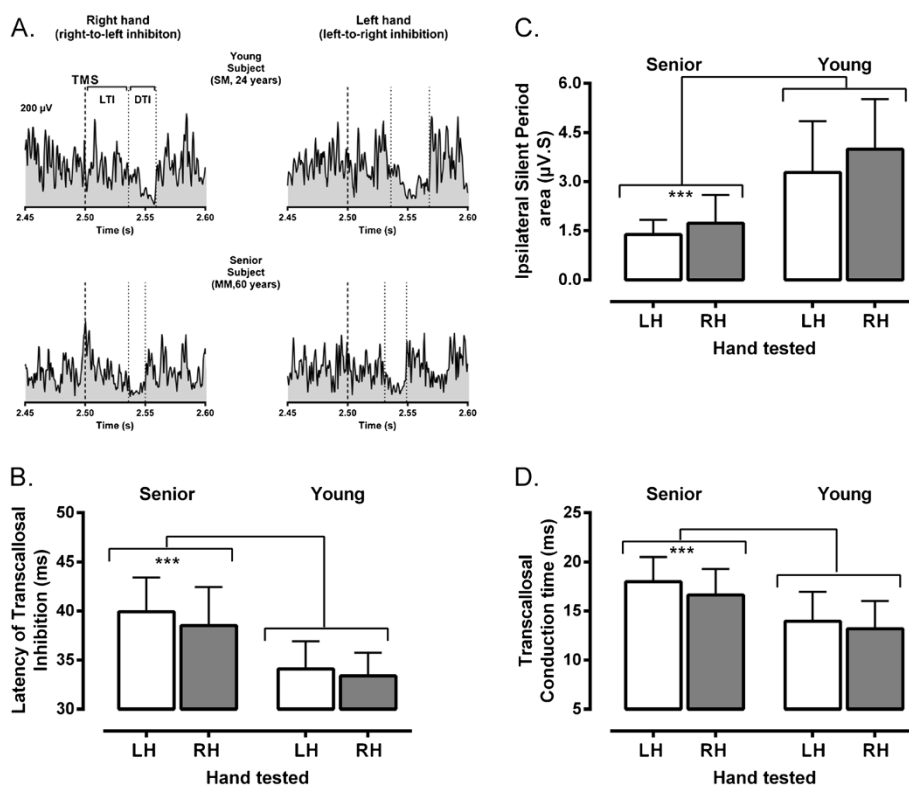 A.
Right hand
(right-to-left inhibiton)
Left hand
(left-to-right inhibition)
Young
Subject
(SM, 24 years)
TMS
LTI
DTI
200 µV
2.45
2.50
2.55
2.60
Time (s)
2.45
2.50
2.55
2.60
Time (s)
Senior
Subject
(MM,60 years)
2.45
2.50
2.55
2.60
Time (s)
2.45
2.50
2.55
2.60
Time (s)
C.
Senior
Young
Ipsilateral Silent Period
area (µV.S)
6.0
4.5
3.0
1.5
0.0
***
LH
RH
LH
RH
Hand tested
B.
Senior
Young
Latency of Transcallosal
Inhibition (ms)
50
45
40
35
30
***
LH
RH
LH
RH
Hand tested
D.
Senior
Young
Transcallosal
Conduction time (ms)
25
20
15
10
5
***
LH
RH
LH
RH
Hand tested